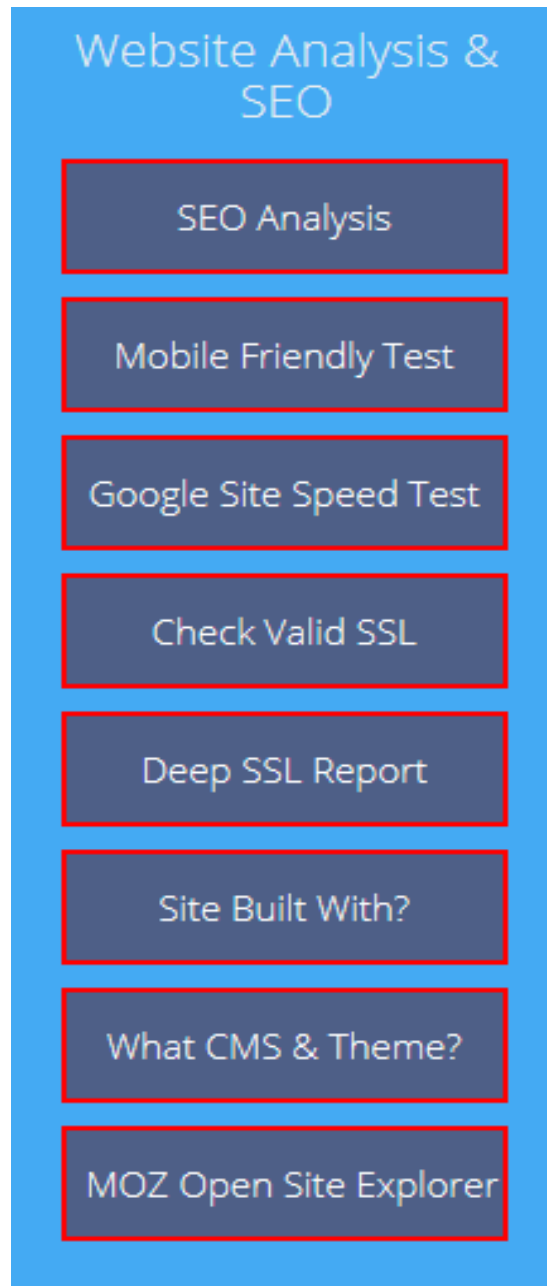 Website Analysis &
SEO
SEO Analysis
Mobile Friendly Test
Google Site Speed Test
Check Valid SSL
Deep SSL Report
Site Built With?
What CMS & Theme?
MOZ Open Site Explorer